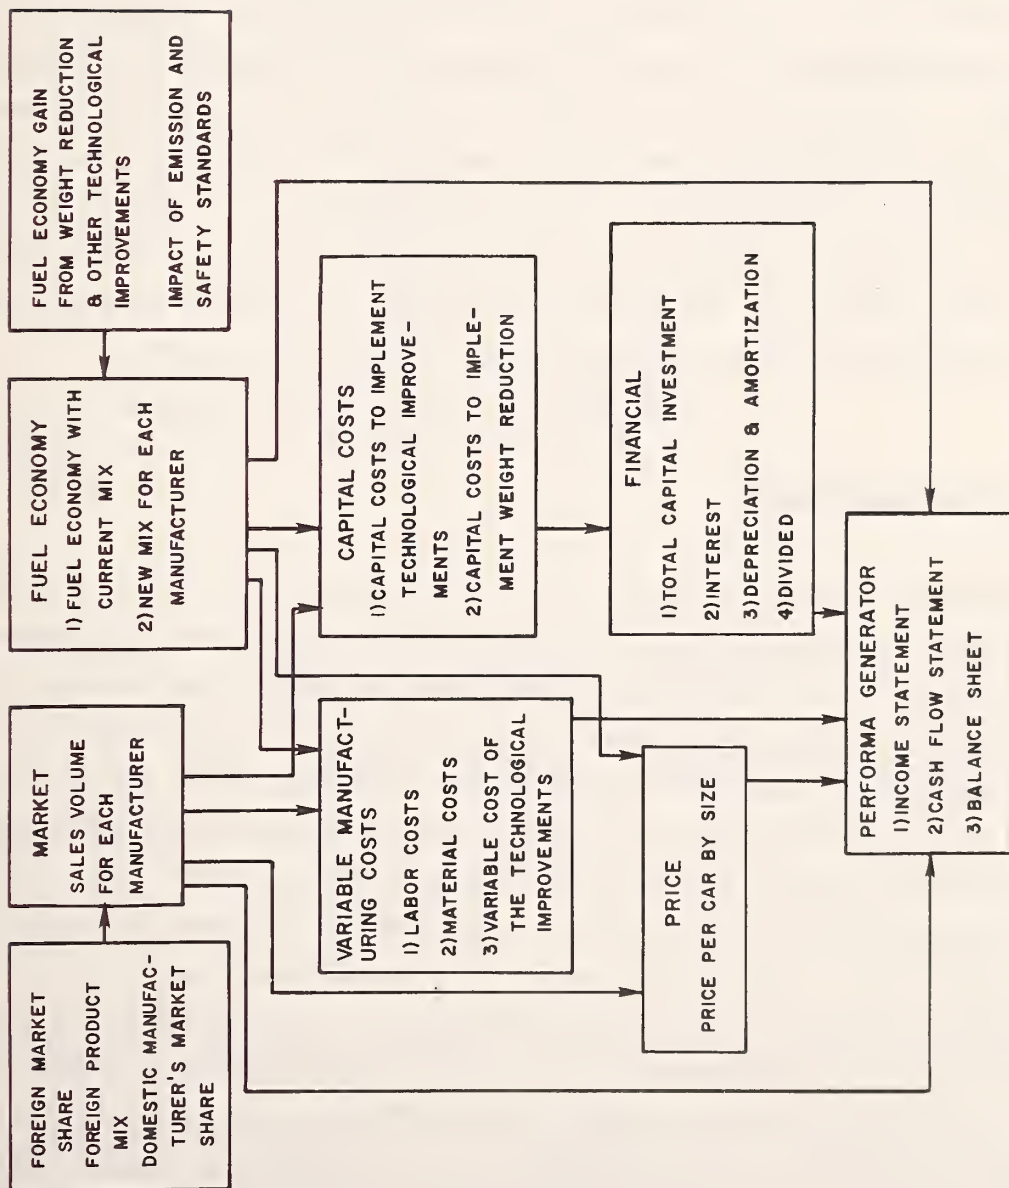 FOREIGN MARKET
SHARE
FOREIGN PRODUCT
MIX
DOMESTIC MANUFAC-
TURER'S MARKET
SHARE
MARKET
SALES VOLUME
FOR EACH
MANUFACTURER
FUEL ECONOMY
1) FUEL ECONOMY WITH
CURRENT MIX
2) NEW MIX FOR EACH
MANUFACTURER
FUEL ECONOMY GAIN
FROM WEIGHT REDUCTION
& OTHER TECHNOLOGICAL
IMPROVEMENTS
IMPACT OF EMISSION AND
SAFETY STANDARDS
VARIABLE MANUFACT-
URING COSTS
1) LABOR COSTS
2) MATERIAL COSTS
3) VARIABLE COST OF
THE TECHNOLOGICAL
IMPROVEMENTS
CAPITAL COSTS
1) CAPITAL COSTS TO IMPLEMENT
TECHNOLOGICAL IMPROVE-
MENTS
2) CAPITAL COSTS TO IMPLE-
MENT WEIGHT REDUCTION
PRICE
PRICE PER CAR BY SIZE
FINANCIAL
1) TOTAL CAPITAL INVESTMENT
2) INTEREST
3) DEPRECIATION & AMORTIZATION
4) DIVIDED
PERFORMA GENERATOR
1) INCOME STATEMENT
2) CASH FLOW STATEMENT
3) BALANCE SHEET